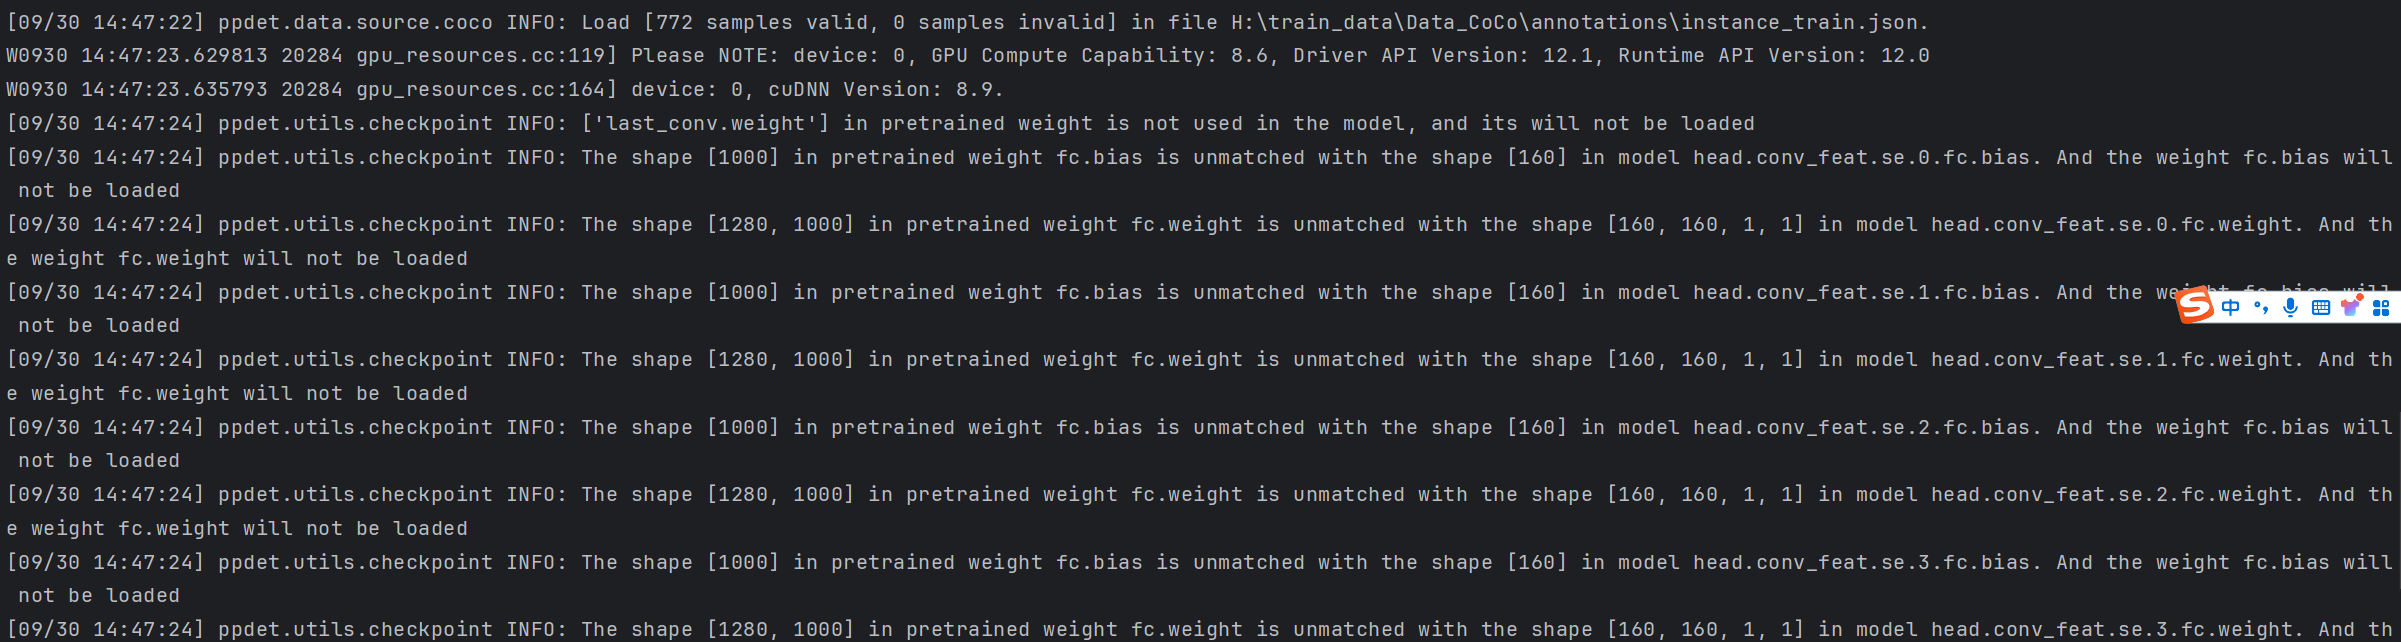 [09/30 14:47:22] ppdet.data.source.coco INFO: Load [772 samples valid, 0 samples invalid] in file H:\train_data\Data_CoCo\annotations\instance_train.json.
W0930 14:47:23.629813 20284 gpu_resources.cc:119] Please NOTE: device: 0, GPU Compute Capability: 8.6, Driver API Version: 12.1, Runtime API Version: 12.0
W0930 14:47:23.635793 20284 gpu_resources.cc:164] device: 0, cuDNN Version: 8.9.
[09/30 14:47:24] ppdet.utils.checkpoint INFO: ['last_conv.weight'] in pretrained weight is not used in the model, and its will not be loaded
[09/30 14:47:24] ppdet.utils.checkpoint INFO: The shape [1000] in pretrained weight fc.bias is unmatched with the shape [160] in model head.conv_feat.se.0.fc.bias. And the weight fc.bias will
not be loaded
[09/30 14:47:24] ppdet.utils.checkpoint INFO: The shape [1280, 1000] in pretrained weight fc.weight is unmatched with the shape [160, 160, 1, 1] in model head.conv_feat.se.0.fc.weight. And th
e weight fc.weight will not be loaded
[09/30 14:47:24] ppdet.utils.checkpoint INFO: The shape [1000] in pretrained weight fc.bias is unmatched with the shape [160] in model head.conv_feat.se.1.fc.bias. And the weight fc.bias will
not be loaded
中
[09/30 14:47:24] ppdet.utils.checkpoint INFO: The shape [1280, 1000] in pretrained weight fc.weight is unmatched with the shape [160, 160, 1, 1] in model head.conv_feat.se.1.fc.weight. And th
e weight fc.weight will not be loaded
[09/30 14:47:24] ppdet.utils.checkpoint INFO: The shape [1000] in pretrained weight fc.bias is unmatched with the shape [160] in model head.conv_feat.se.2.fc.bias. And the weight fc.bias will
not be loaded
[09/30 14:47:24] ppdet.utils.checkpoint INFO: The shape [1280, 1000] in pretrained weight fc.weight is unmatched with the shape [160, 160, 1, 1] in model head.conv_feat.se.2.fc.weight. And th
e weight fc.weight will not be loaded
[09/30 14:47:24] ppdet.utils.checkpoint INFO: The shape [1000] in pretrained weight fc.bias is unmatched with the shape [160] in model head.conv_feat.se.3.fc.bias. And the weight fc.bias will
not be loaded
[09/30 14:47:24] ppdet.utils.checkpoint INFO: The shape [1280, 1000] in pretrained weight fc.weight is unmatched with the shape [160, 160, 1, 1] in model head.conv_feat.se.3.fc.weight. And th